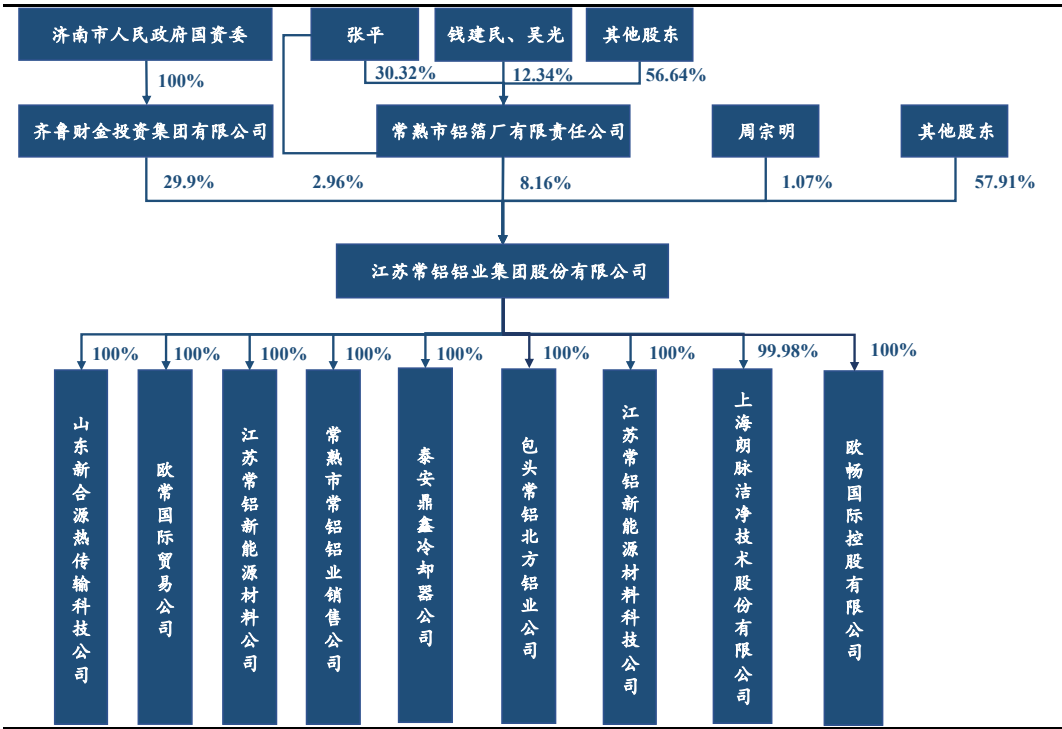 济南市人民政府国资委
张平
钱建民、吴光
其他股东
100%
30.32%
12.34%
56.64%
齐鲁财金投资集团有限公司
常熟市铝箔厂有限责任公司
周宗明
其他股东
29.9%
2.96%
8.16%
1.07%
57.91%
江苏常铝铝业集团股份有限公司
100%
100%
100%
100%
100%
100%
100%
99.98%
100%
山东新合源热传输科技公司
欧常国际贸易公司
江苏常铝新能源材料公司
常熟市常铝铝业销售公司
泰安鼎鑫冷却器公司
包头常铝北方铝业公司
江苏常铝新能源材料科技公司
上海朗脉洁净技术股份有限公司
欧畅国际控股有限公司